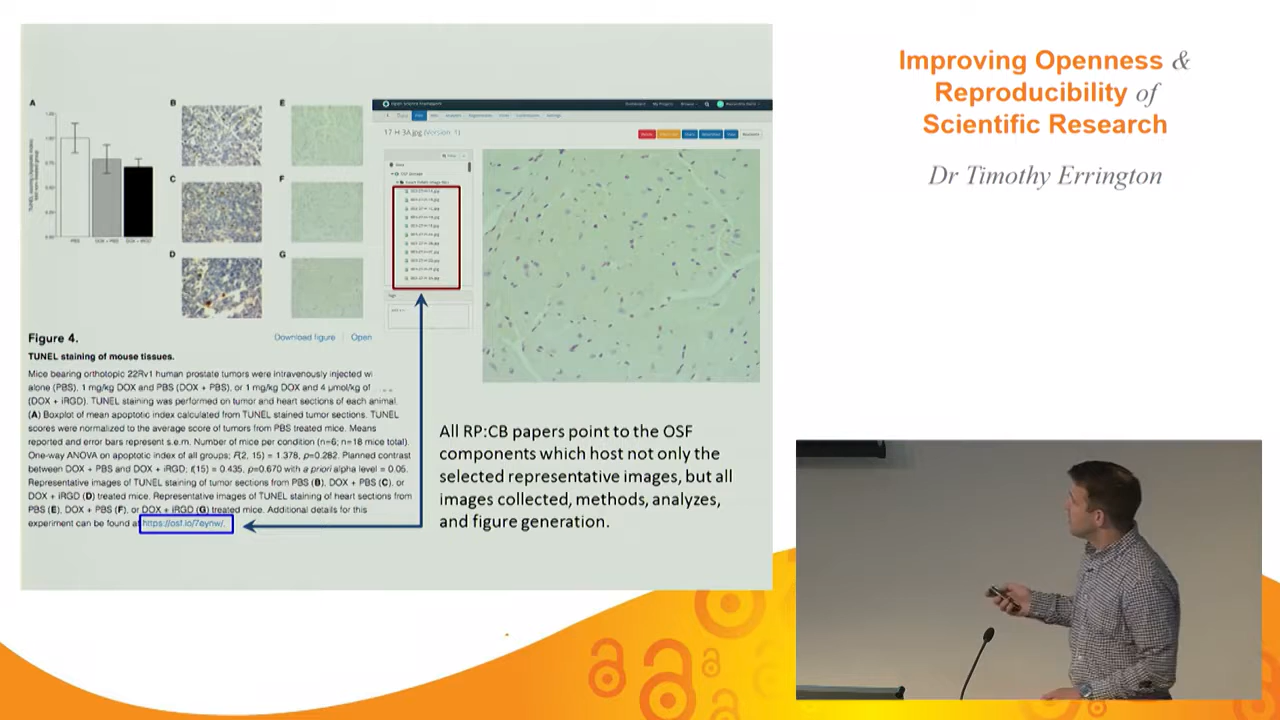 Improving Openness &
Reproducibility of
Scientific Research
Dr Timothy Errington
A
B
E
C
F
D
G
PBS
DOX + PBS
DOX + iRGD
Open Science Framework
17-H-3A.jpg (Version 1)
Figure 4.
Download figure
Open
TUNEL staining of mouse tissues.
Mice bearing orthotopic 22Rv1 human prostate tumors were intravenously injected wi
alone (PBS), 1 mg/kg DOX and PBS (DOX + PBS), or 1 mg/kg DOX and 4 µmol/kg of
(DOX + iRGD). TUNEL staining was performed on tumor and heart sections of each animal.
(A) Boxplot of mean apoptotic index calculated from TUNEL stained tumor sections. TUNEL
scores were normalized to the average score of tumors from PBS treated mice. Means
reported and error bars represent s.e.m. Number of mice per condition (n=6; n=18 mice total).
One-way ANOVA on apoptotic index of all groups; F(2, 15) = 1.378, p=0.282. Planned contrast
between DOX + PBS and DOX + iRGD; t(15) = 0.435, p=0.670 with a priori alpha level = 0.05.
Representative images of TUNEL staining of tumor sections from PBS (B), DOX + PBS (C), or
DOX + iRGD (D) treated mice. Representative images of TUNEL staining of heart sections from
PBS (E), DOX + PBS (F), or DOX + iRGD (G) treated mice. Additional details for this
experiment can be found at https://osf.io/7eynw/.
All RP:CB papers point to the OSF
components which host not only the
selected representative images, but all
images collected, methods, analyzes,
and figure generation.